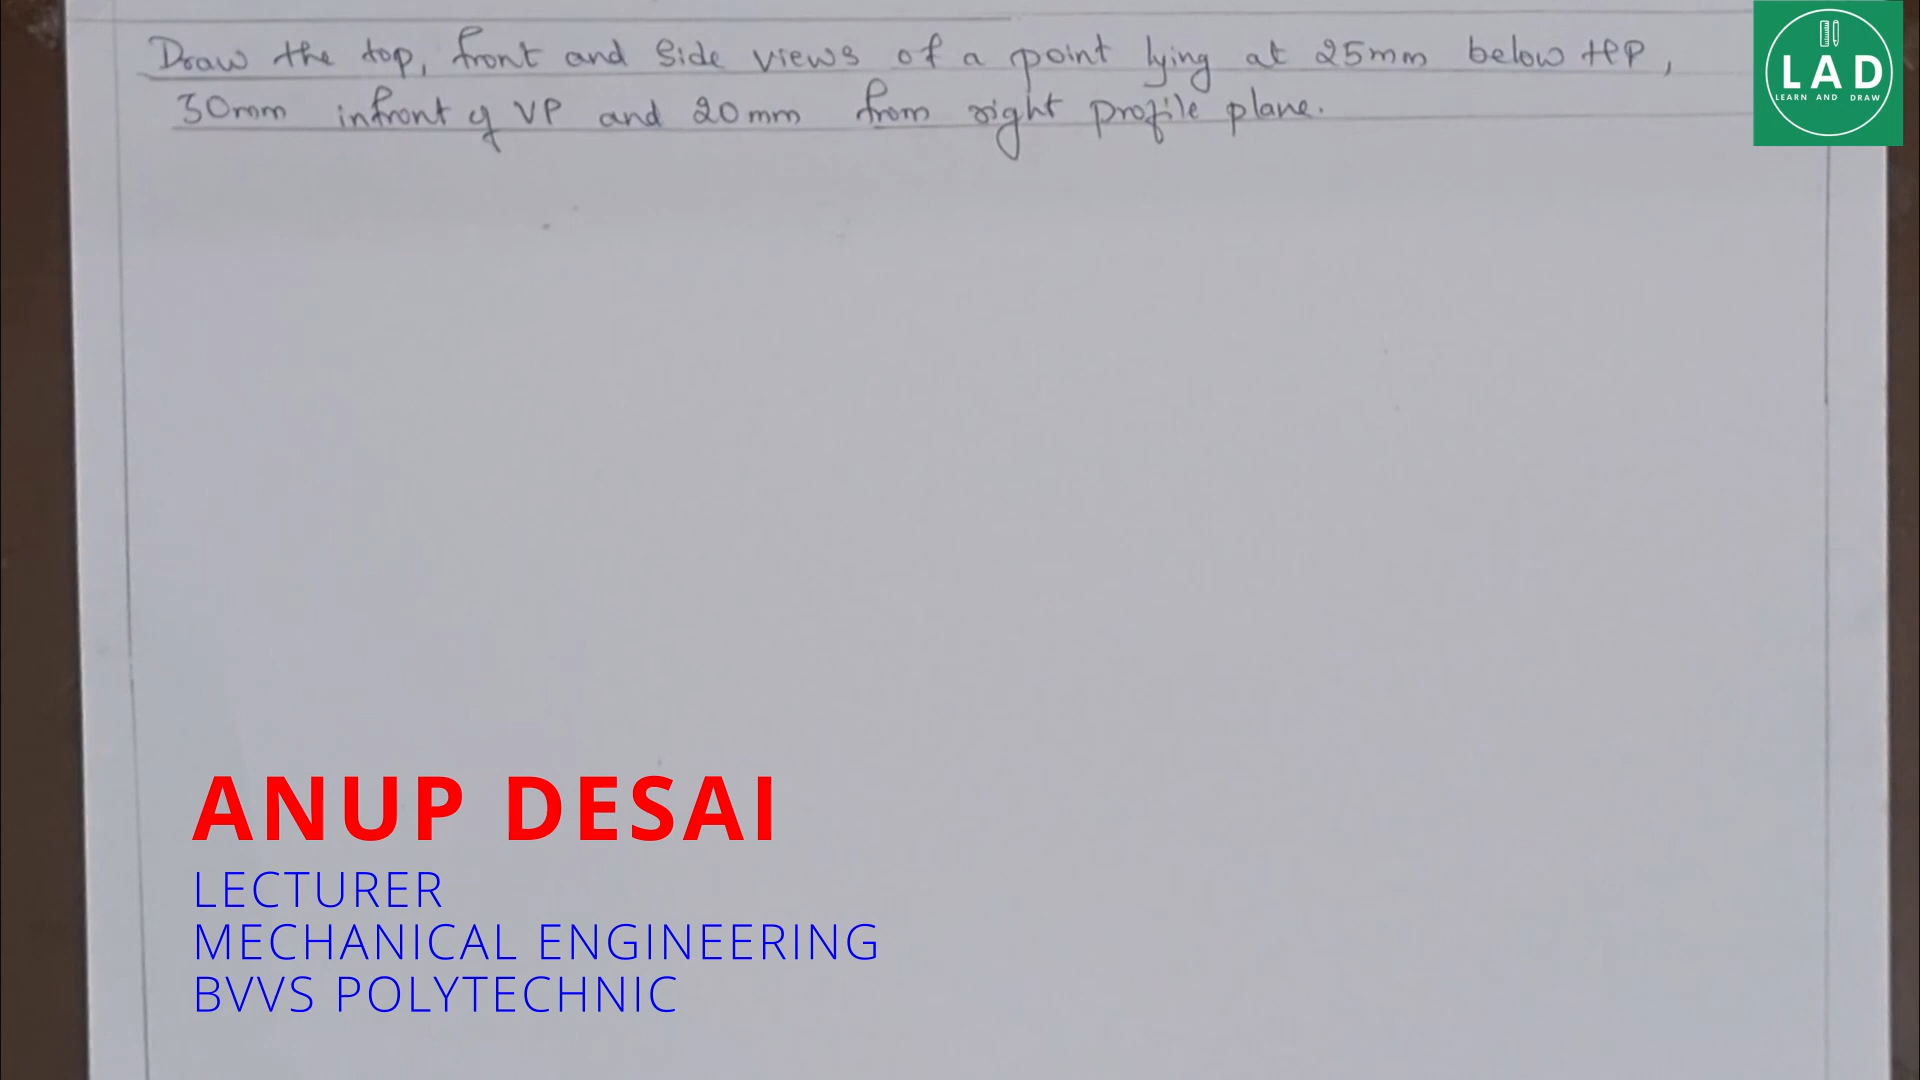 Draw the top, front and side views of a point lying at 25mm below HP,
30mm infront of VP and 20mm from right profile plane.
LAD
LEARN AND DRAW
ANUP DESAI
LECTURER
MECHANICAL ENGINEERING
BVVS POLYTECHNIC